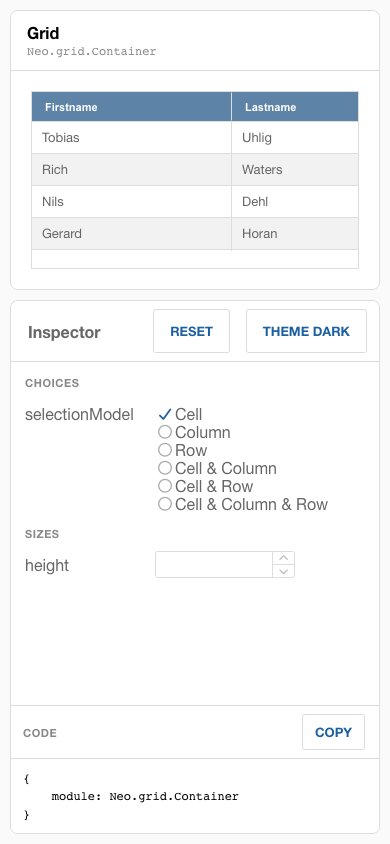 Grid
Neo.grid.Container
Firstname Lastname
Tobias Uhlig
Rich Waters
Nils Dehl
Gerard Horan
Inspector RESET THEME DARK
CHOICES
selectionModel Cell
Column
Row
Cell & Column
Cell & Row
Cell & Column & Row
SIZES
height
CODE COPY
{
    module: Neo.grid.Container
}